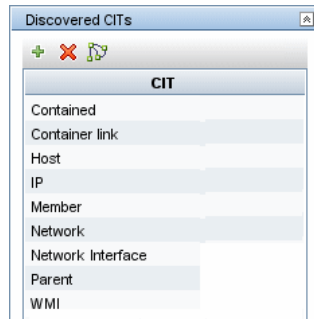 Discovered CITs
CIT
Contained
Container link
Host
IP
Member
Network
Network Interface
Parent
WMI